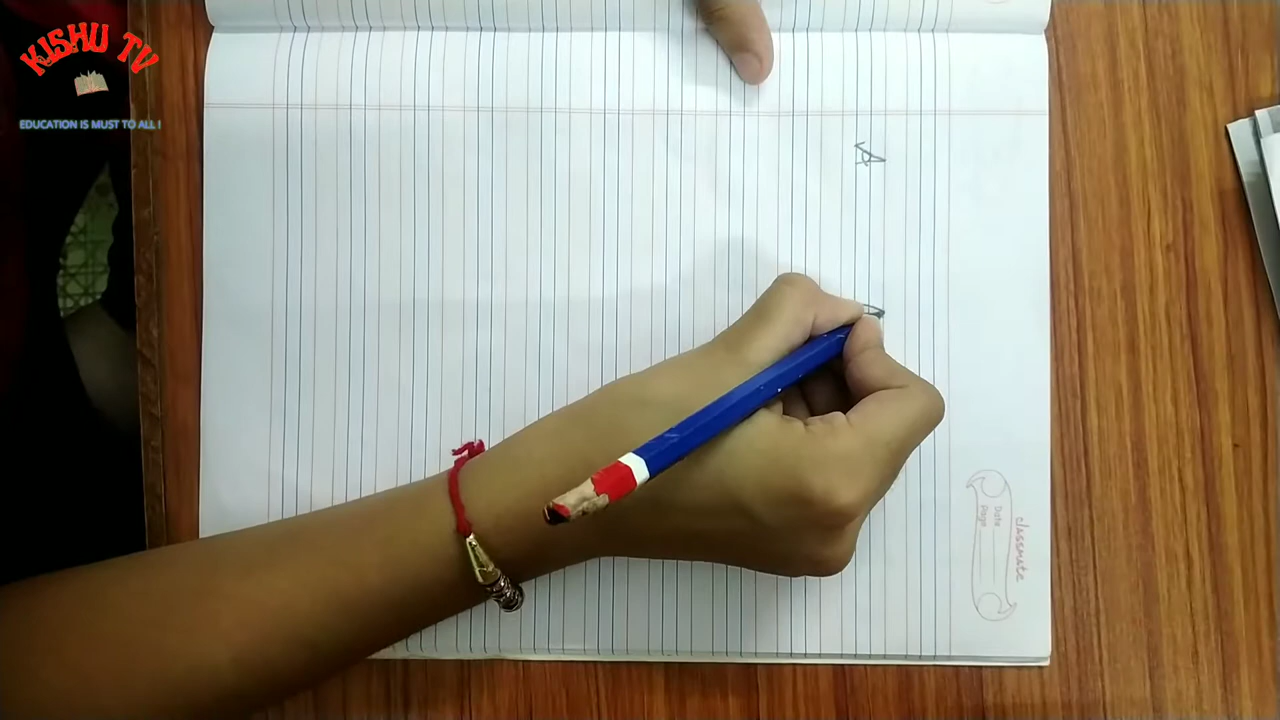 KISHU TV
EDUCATION IS MUST TO ALL !
classmate
Date
Page
A